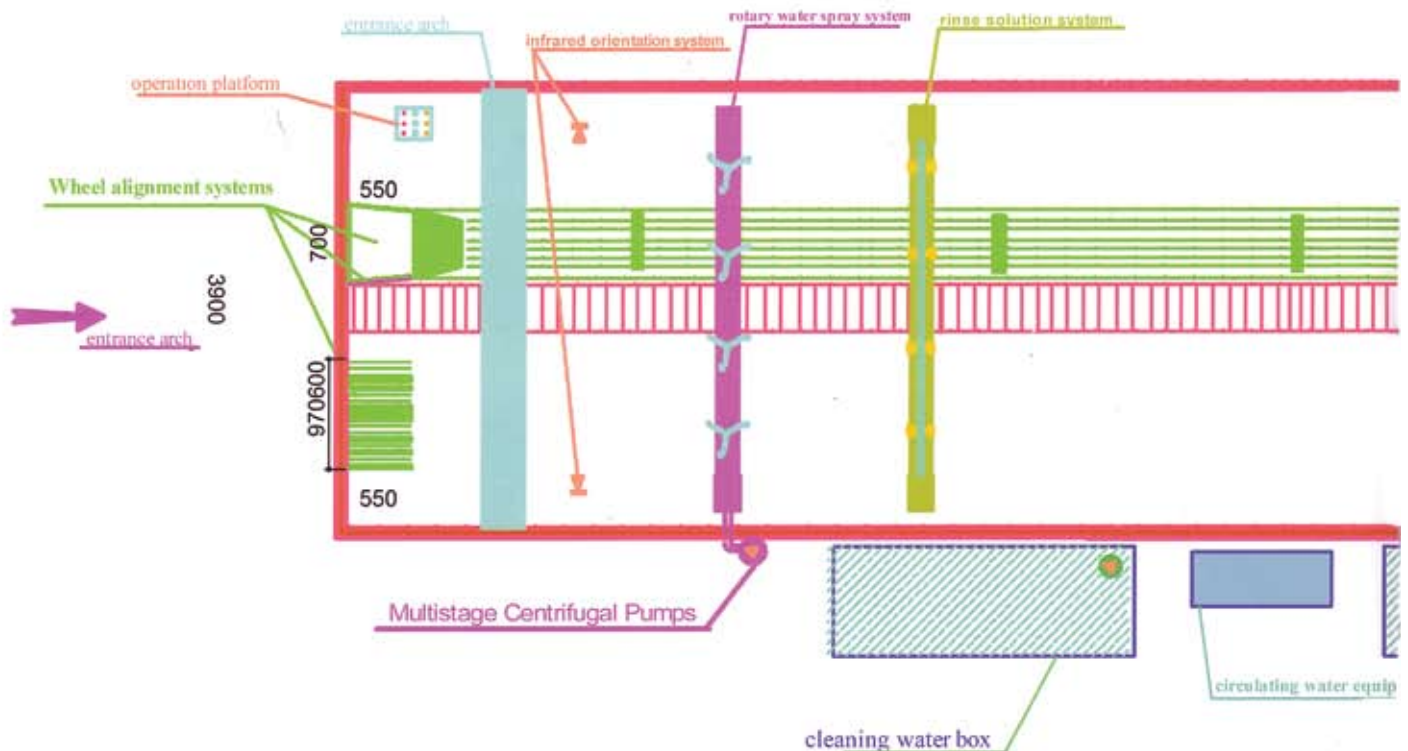 rotary water spray system
entrance arch
rinse solution system
infrared orientation system
operation platform
Wheel alignment systems
550
700
3900
entrance arch
970600
550
Multistage Centrifugal Pumps
circulating water equip
cleaning water box